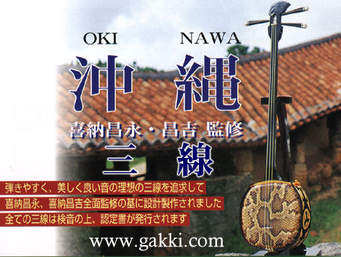 OKI NAWA
沖縄
喜納昌永・昌吉 監修
三線
弾きやすく、美しく良い音の理想の三線を追求して
喜納昌永、喜納昌吉全面監修の基に設計製作されました
全ての三線は検音の上、認定書が発行されます
www.gakki.com